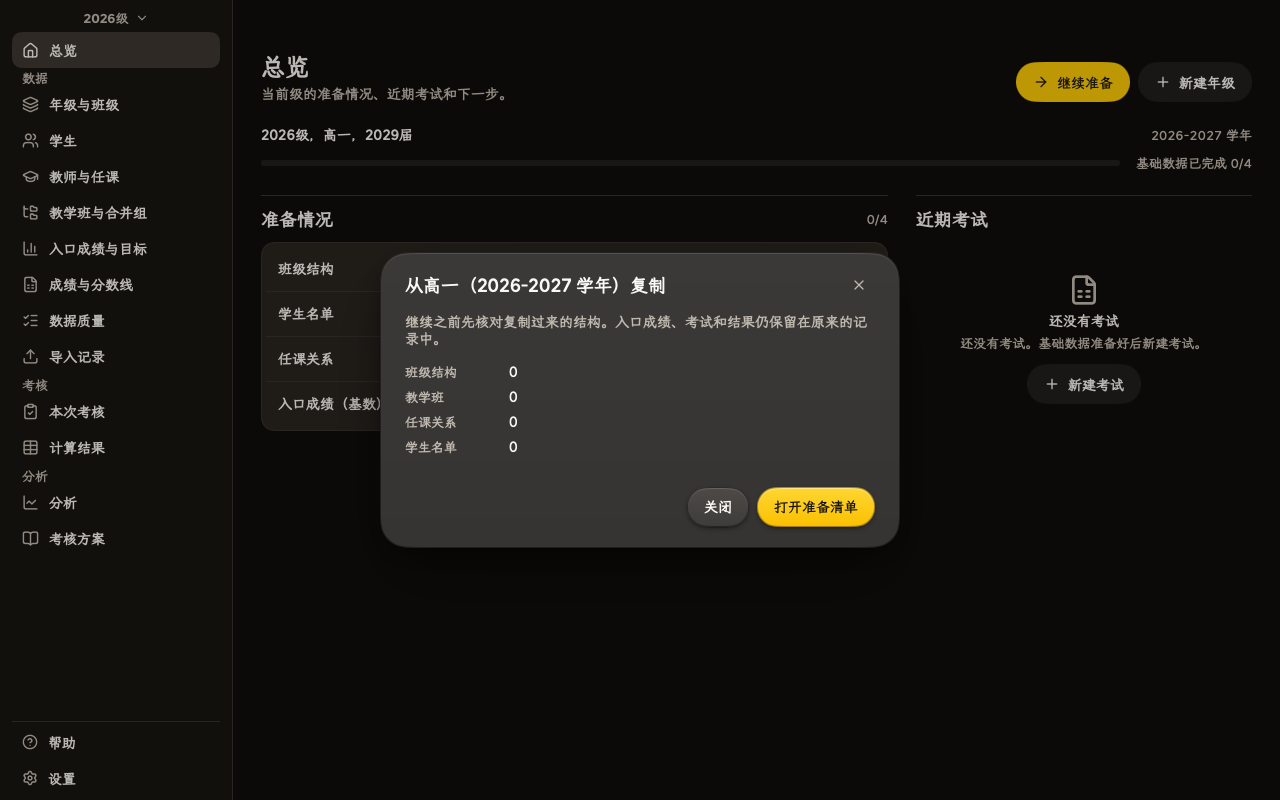 2026级
总览
数据
年级与班级
学生
教师与任课
教学班与合并组
入口成绩与目标
成绩与分数线
数据质量
导入记录
考核
本次考核
计算结果
分析
分析
考核方案
帮助
设置
总览
当前级的准备情况、近期考试和下一步。
继续准备
新建年级
2026级，高一，2029届
2026-2027 学年
基础数据已完成 0/4
准备情况
0/4
班级结构
学生名单
任课关系
入口成绩（基数）
近期考试
还没有考试
还没有考试。基础数据准备好后新建考试。
新建考试
从高一（2026-2027 学年）复制
继续之前先核对复制过来的结构。入口成绩、考试和结果仍保留在原来的记
录中。
班级结构 0
教学班 0
任课关系 0
学生名单 0
关闭
打开准备清单